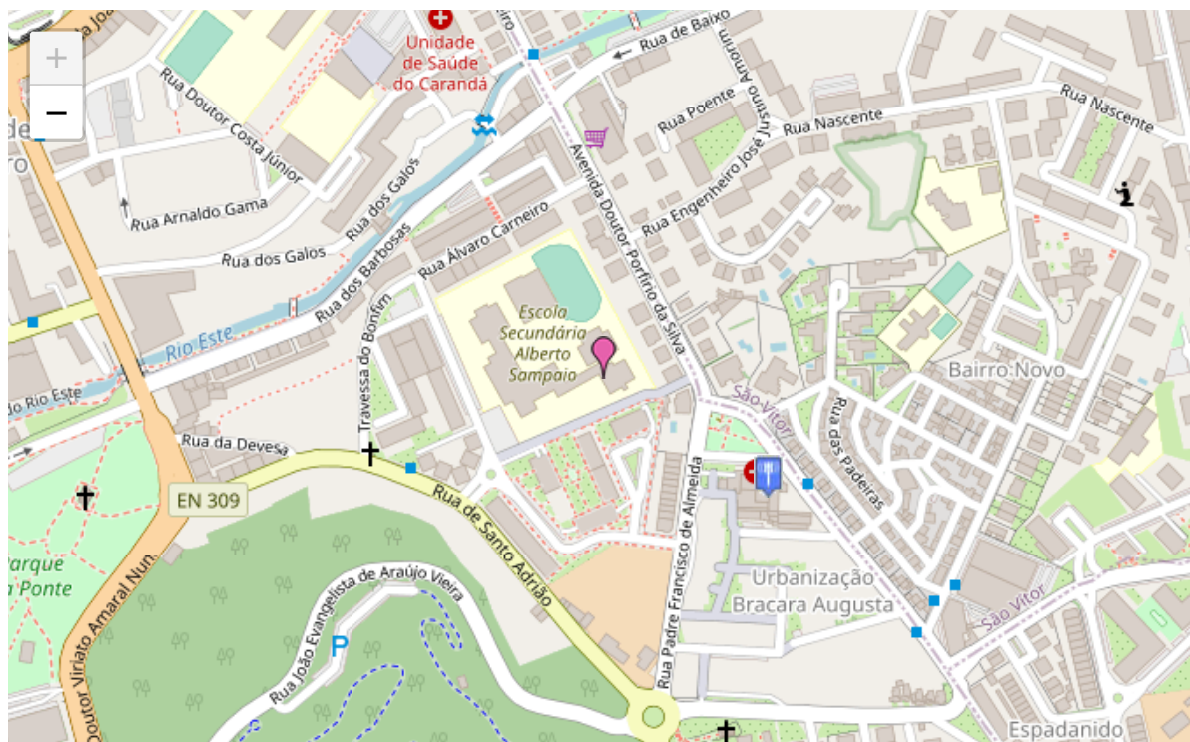 +
−
Unidade
de Saúde
do Carandá
Rua de Baixo
Rua Doutor Costa Júnior
Rua Poente
Rua Nascente
Rua Nascente
Rua Arnaldo Gama
Rua dos Galos
Rua dos Galos
Rua Álvaro Carneiro
Avenida Doutor Porfírio da Silva
Rua Engenheiro José Justino Amorim
Rua dos Barbosas
Rio Este
Travessa do Bonfim
Escola
Secundária
Alberto
Sampaio
do Rio Este
Bairro Novo
São Vítor
Rua das Padeiras
Rua da Devesa
EN 309
Rua de Santo Adrião
Rua Padre Francisco de Almeida
Urbanização
Bracara Augusta
São Vítor
Rua João Evangelista de Araújo Vieira
P
a Ponte
Doutor Viriato Amaral Nun
Espadanido